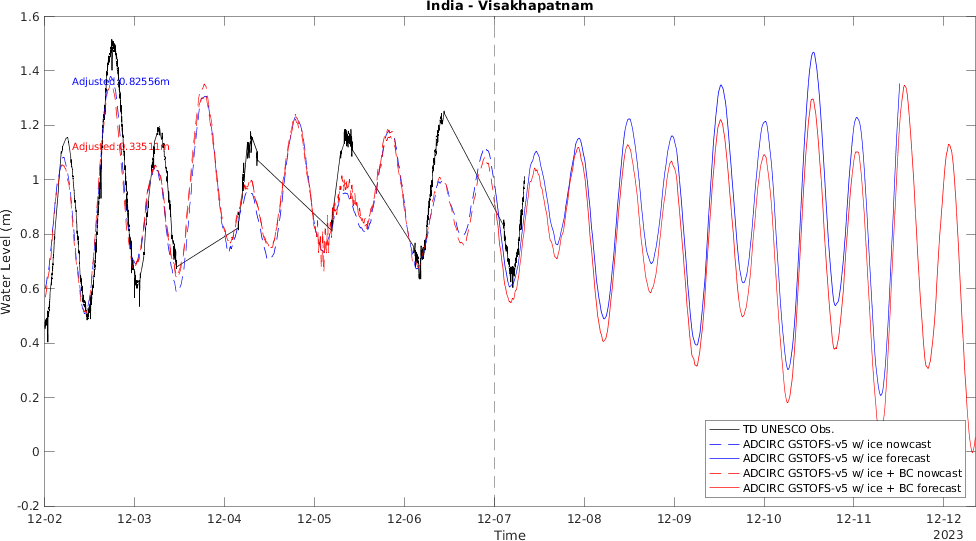 India - Visakhapatnam
1.6
1.4
1.2
1
0.8
0.6
0.4
0.2
0
-0.2
Water Level (m)
Adjusted:0.82556m
Adjusted:0.33511m
TD UNESCO Obs.
ADCIRC GSTOFS-v5 w/ ice nowcast
ADCIRC GSTOFS-v5 w/ ice forecast
ADCIRC GSTOFS-v5 w/ ice + BC nowcast
ADCIRC GSTOFS-v5 w/ ice + BC forecast
12-02 12-03 12-04 12-05 12-06 12-07 12-08 12-09 12-10 12-11 12-12
Time
2023